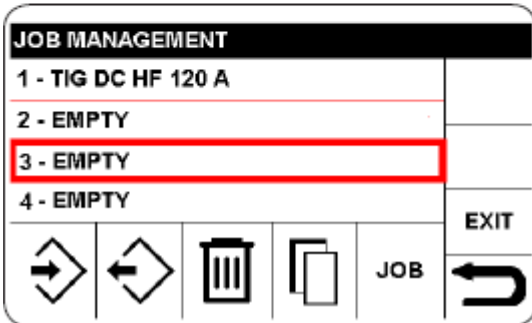 JOB MANAGEMENT
1 - TIG DC HF 120 A
2 - EMPTY
3 - EMPTY
4 - EMPTY
EXIT
JOB